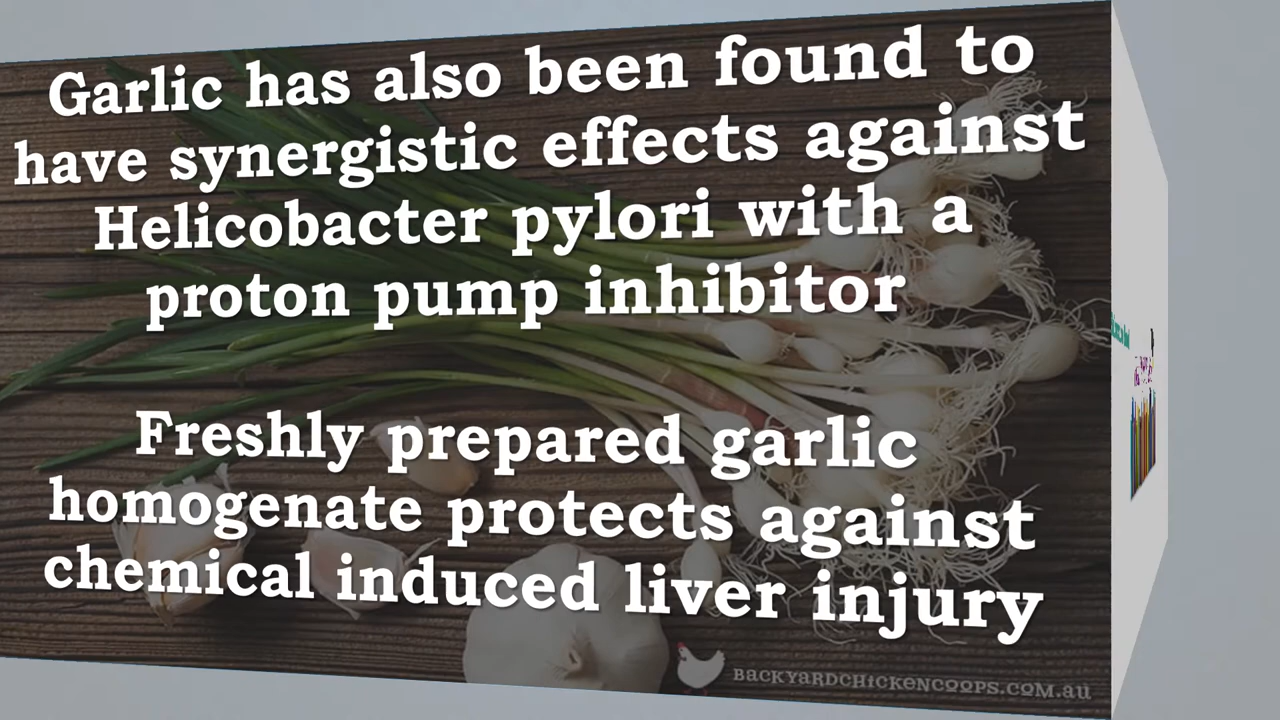 Garlic has also been found to
have synergistic effects against
Helicobacter pylori with a
proton pump inhibitor
Freshly prepared garlic
homogenate protects against
chemical induced liver injury
BACKYARDCHICKENCOOPS.COM.au